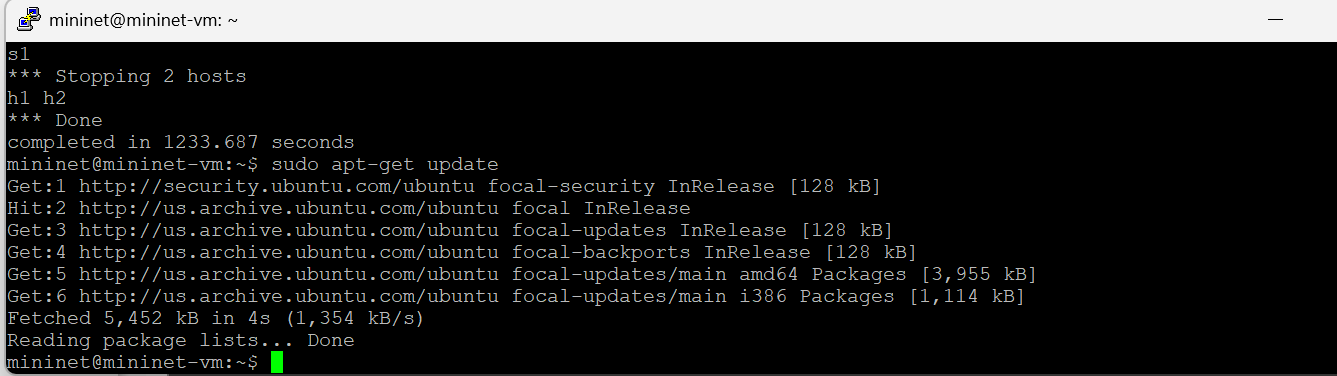 mininet@mininet-vm: ~
s1
*** Stopping 2 hosts
h1 h2
*** Done
completed in 1233.687 seconds
mininet@mininet-vm:~$ sudo apt-get update
Get:1 http://security.ubuntu.com/ubuntu focal-security InRelease [128 kB]
Hit:2 http://us.archive.ubuntu.com/ubuntu focal InRelease
Get:3 http://us.archive.ubuntu.com/ubuntu focal-updates InRelease [128 kB]
Get:4 http://us.archive.ubuntu.com/ubuntu focal-backports InRelease [128 kB]
Get:5 http://us.archive.ubuntu.com/ubuntu focal-updates/main amd64 Packages [3,955 kB]
Get:6 http://us.archive.ubuntu.com/ubuntu focal-updates/main i386 Packages [1,114 kB]
Fetched 5,452 kB in 4s (1,354 kB/s)
Reading package lists... Done
mininet@mininet-vm:~$